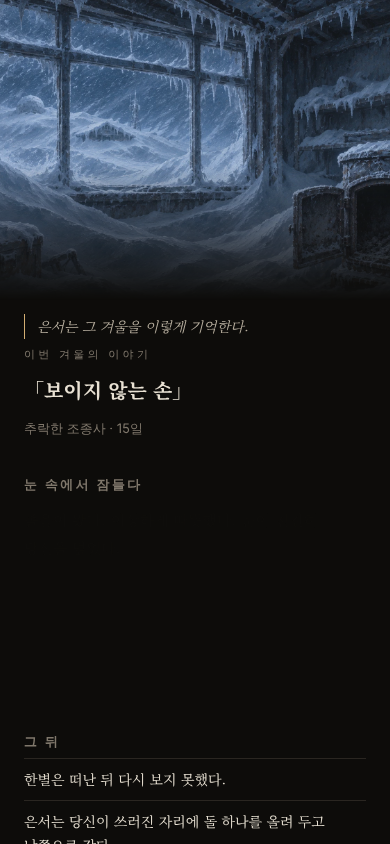 은서는 그 겨울을 이렇게 기억한다.
이번 겨울의 이야기
「보이지 않는 손」
추락한 조종사 · 15일
눈 속에서 잠들다
그 뒤
한별은 떠난 뒤 다시 보지 못했다.
은서는 당신이 쓰러진 자리에 돌 하나를 올려 두고